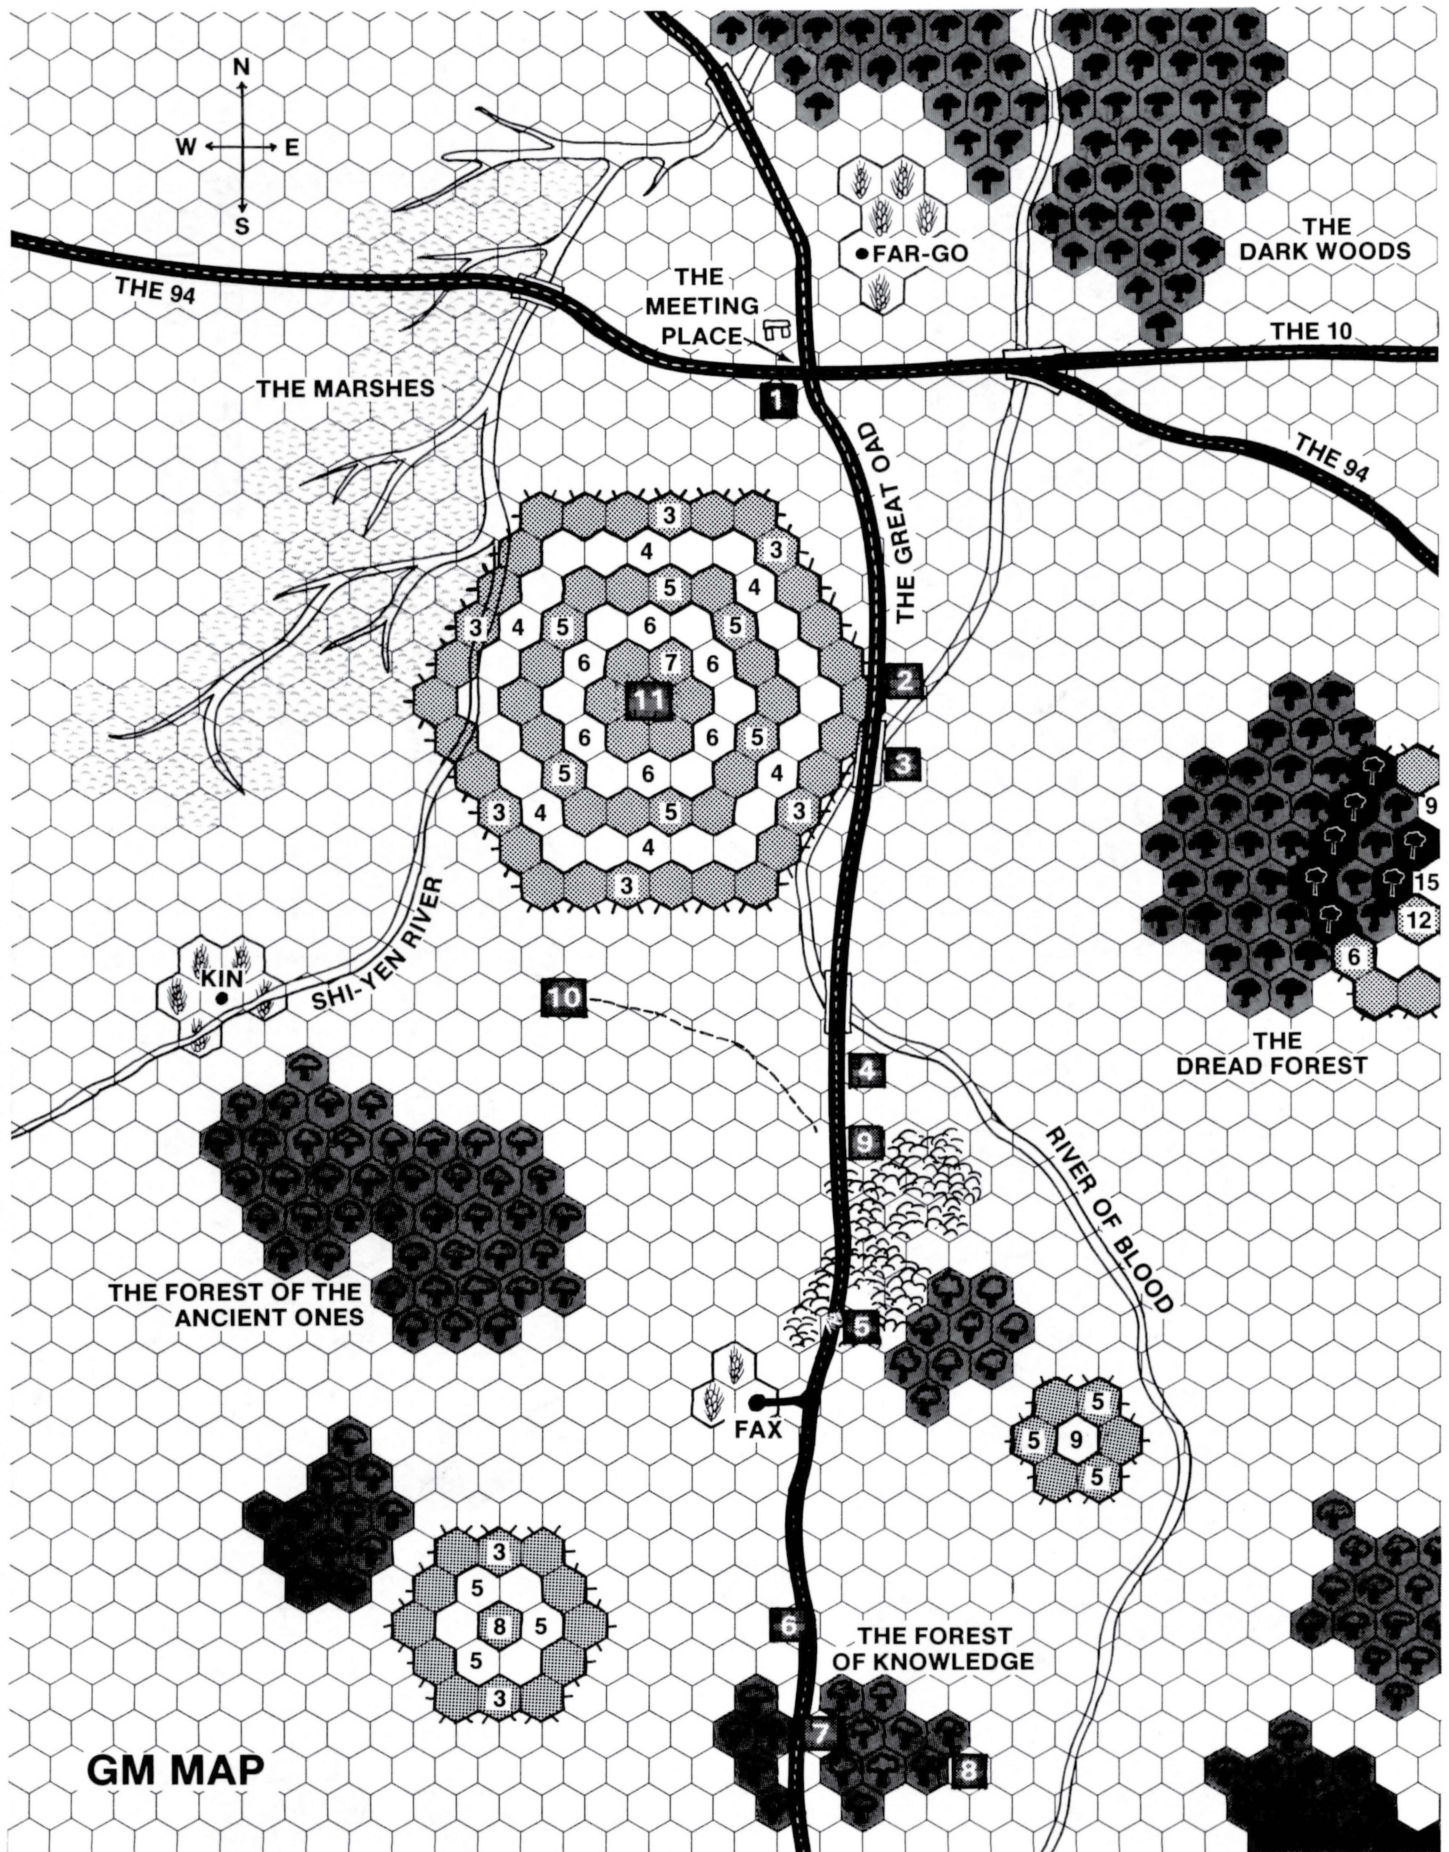 N
W E
S
THE
DARK WOODS
FAR-GO
THE 94
THE
MEETING
PLACE
THE 10
THE MARSHES
1
THE GREAT OAD
THE 94
3
4 3
5 4
3 4 5 6 5
6 7 6
2
11
6 6 5
3
5 6 4
9
3 4 5 3
4
15
3
12
SHI-YEN RIVER
6
KIN
10
THE
DREAD FOREST
4
9
RIVER OF BLOOD
THE FOREST OF THE
ANCIENT ONES
5
FAX
5
5 9
5
3
5
8 5
6
THE FOREST
OF KNOWLEDGE
5
3
7
8
GM MAP